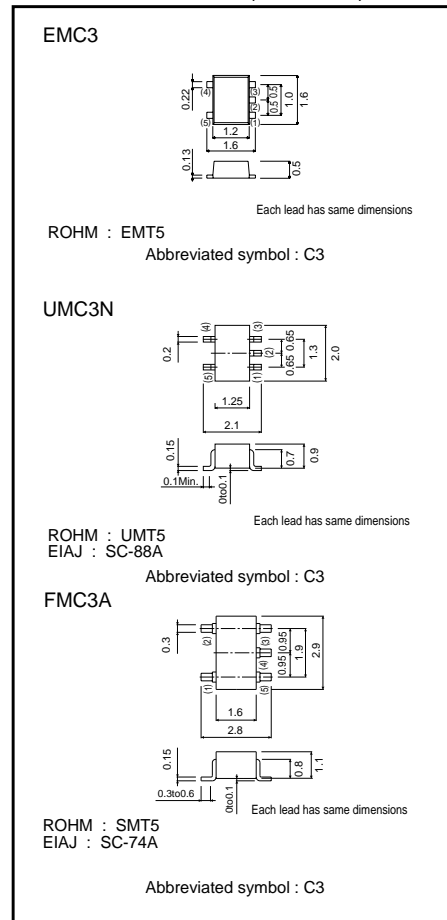 EMC3
0.22
(4)
(3)
(2)
(5)
(1)
0.5
0.5
1.0
1.6
1.2
1.6
0.13
0.5
Each lead has same dimensions
ROHM : EMT5
Abbreviated symbol : C3
UMC3N
0.2
(4)
(3)
(2)
(5)
(1)
0.65
0.65
1.3
2.0
1.25
2.1
0.15
0.1Min.
0to0.1
0.7
0.9
Each lead has same dimensions
ROHM : UMT5
EIAJ : SC-88A
Abbreviated symbol : C3
FMC3A
0.3
(2)
(3)
(4)
(1)
(5)
0.95
0.95
1.9
2.9
1.6
2.8
0.15
0.3to0.6
0to0.1
0.8
1.1
Each lead has same dimensions
ROHM : SMT5
EIAJ : SC-74A
Abbreviated symbol : C3